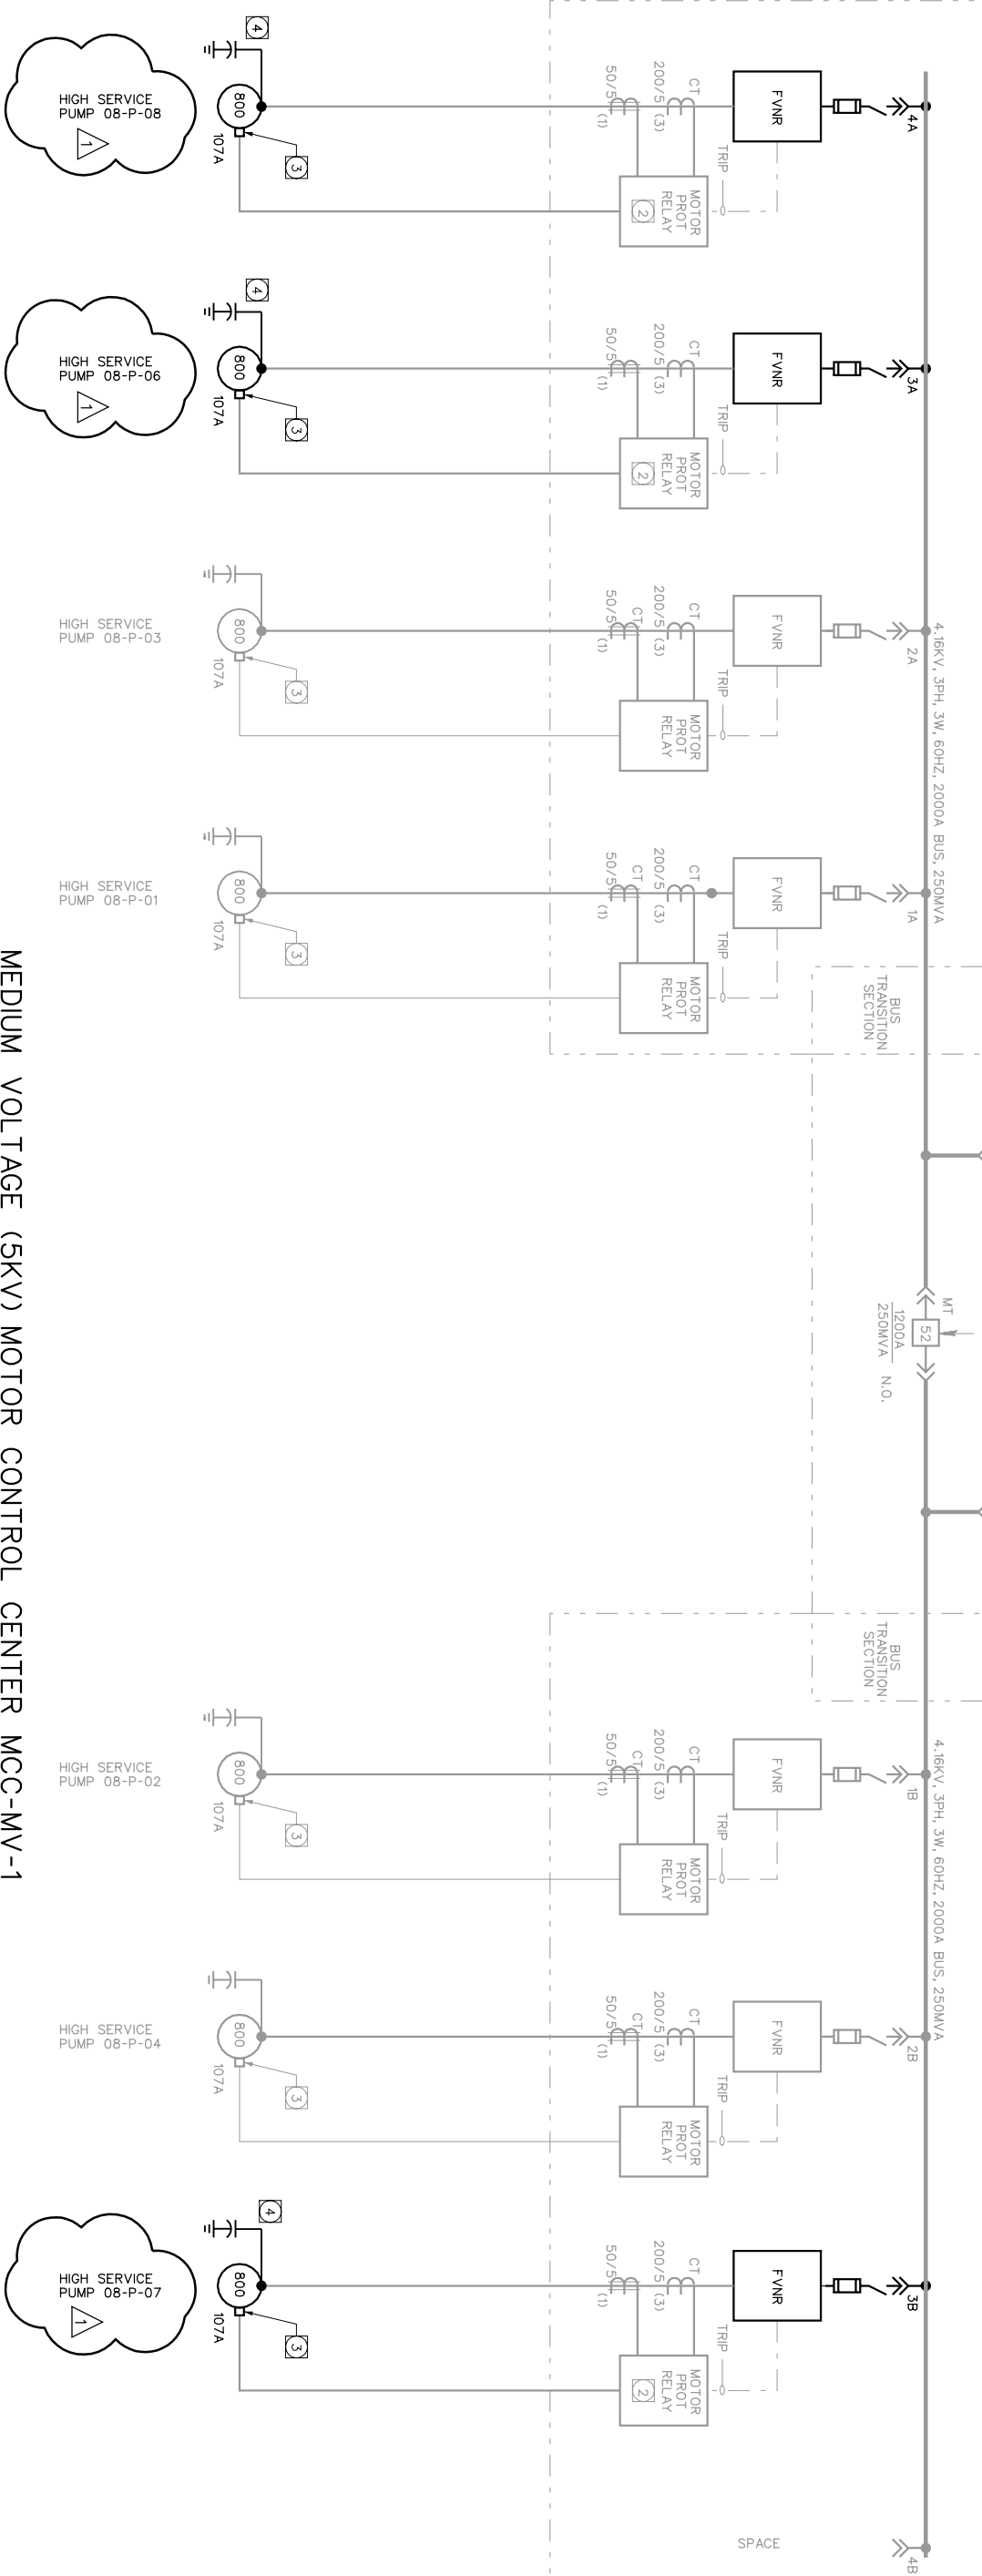 4
HIGH SERVICE
PUMP 08-P-08
1
800
107A
3
50/5
(1)
200/5
(3)
CT
FVNR
4A
TRIP
MOTOR
PROT
RELAY
2
4
HIGH SERVICE
PUMP 08-P-06
1
800
107A
3
50/5
(1)
200/5
(3)
CT
FVNR
3A
TRIP
MOTOR
PROT
RELAY
2
HIGH SERVICE
PUMP 08-P-03
800
107A
3
50/5
(1)
CT
200/5
(3)
CT
FVNR
2A
TRIP
MOTOR
PROT
RELAY
4.16KV, 3PH, 3W, 60HZ, 2000A BUS, 250MVA
HIGH SERVICE
PUMP 08-P-01
800
107A
3
50/5
(1)
CT
200/5
(3)
CT
FVNR
1A
TRIP
MOTOR
PROT
RELAY
BUS
TRANSITION
SECTION
MT
52
1200A
250MVA
N.O.
BUS
TRANSITION
SECTION
HIGH SERVICE
PUMP 08-P-02
800
107A
3
50/5
(1)
CT
200/5
(3)
CT
FVNR
1B
TRIP
MOTOR
PROT
RELAY
4.16KV, 3PH, 3W, 60HZ, 2000A BUS, 250MVA
HIGH SERVICE
PUMP 08-P-04
800
107A
3
50/5
(1)
CT
200/5
(3)
CT
FVNR
2B
TRIP
MOTOR
PROT
RELAY
4
HIGH SERVICE
PUMP 08-P-07
1
800
107A
3
50/5
(1)
200/5
(3)
CT
FVNR
3B
TRIP
MOTOR
PROT
RELAY
2
SPACE
4B
MEDIUM VOLTAGE (5KV) MOTOR CONTROL CENTER MCC-MV-1